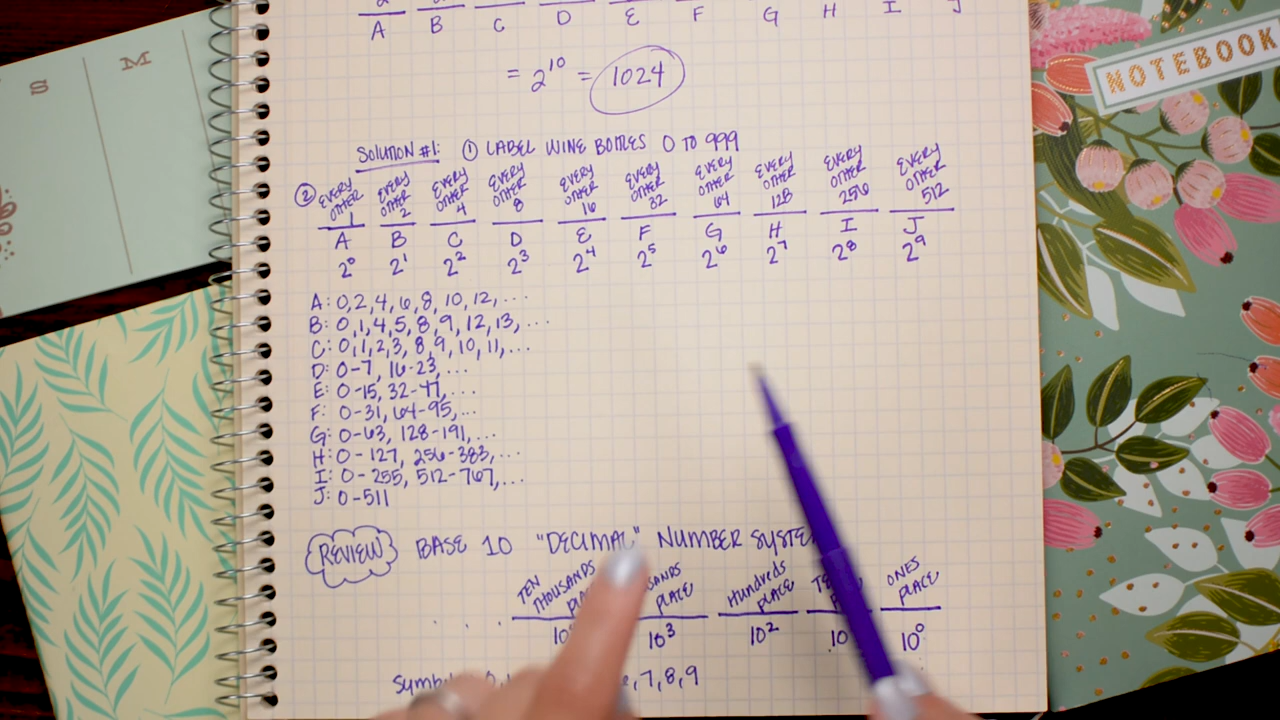 S M
A B C D E F G H I J
= 2^10 = 1024
NOTEBOOK
SOLUTION #1: ① LABEL WINE BOTTLES 0 TO 999
② EVERY OTHER 1 EVERY OTHER 2 EVERY OTHER 4 EVERY OTHER 8 EVERY OTHER 16 EVERY OTHER 32 EVERY OTHER 64 EVERY OTHER 128 EVERY OTHER 256 EVERY OTHER 512
A B C D E F G H I J
2^0 2^1 2^2 2^3 2^4 2^5 2^6 2^7 2^8 2^9
A: 0,2,4,6,8,10,12,...
B: 0,1,4,5,8,9,12,13,...
C: 0,1,2,3,8,9,10,11,...
D: 0-7, 16-23,...
E: 0-15, 32-47,...
F: 0-31, 64-95,...
G: 0-63, 128-191,...
H: 0-127, 256-383,...
I: 0-255, 512-767,...
J: 0-511
REVIEW BASE 10 "DECIMAL" NUMBER
TEN THOUSANDS PLACE HUNDREDS PLACE ONES PLACE
. . . 10^3 10^2 10 10^0
7,8,9